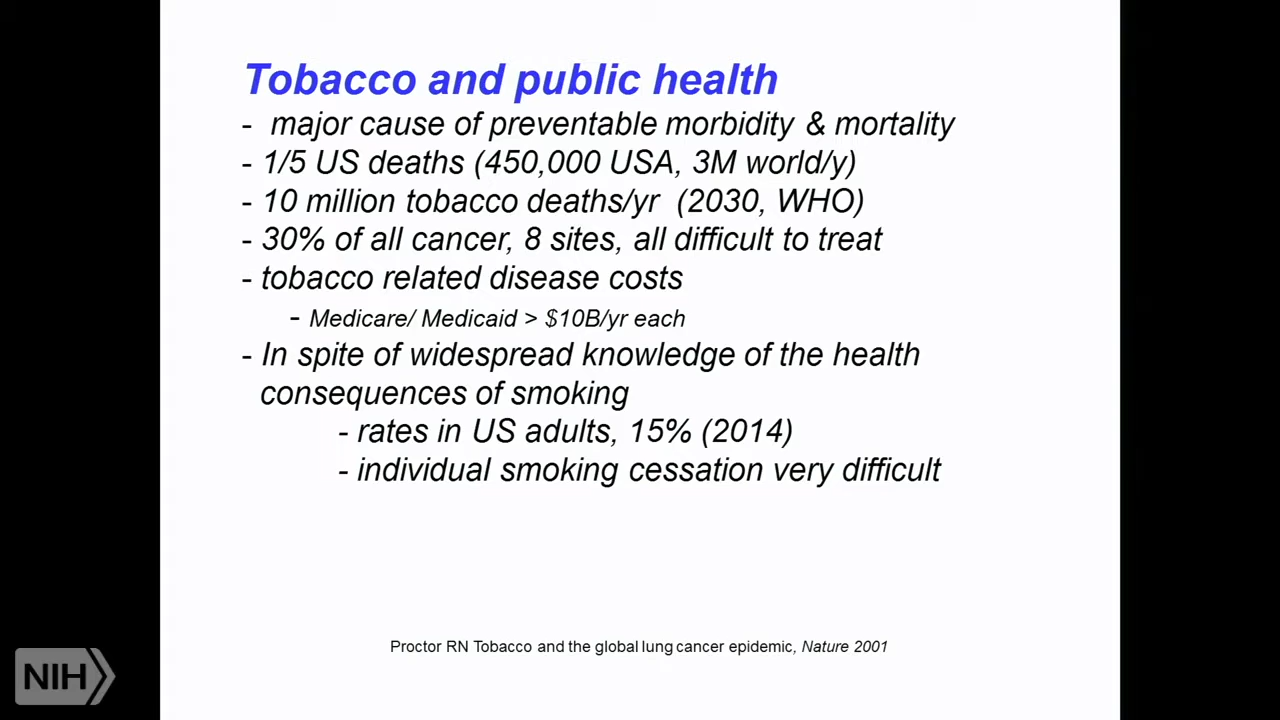 Tobacco and public health
- major cause of preventable morbidity & mortality
- 1/5 US deaths (450,000 USA, 3M world/y)
- 10 million tobacco deaths/yr (2030, WHO)
- 30% of all cancer, 8 sites, all difficult to treat
- tobacco related disease costs
- Medicare/ Medicaid > $10B/yr each
- In spite of widespread knowledge of the health
consequences of smoking
- rates in US adults, 15% (2014)
- individual smoking cessation very difficult
Proctor RN Tobacco and the global lung cancer epidemic, Nature 2001
NIH